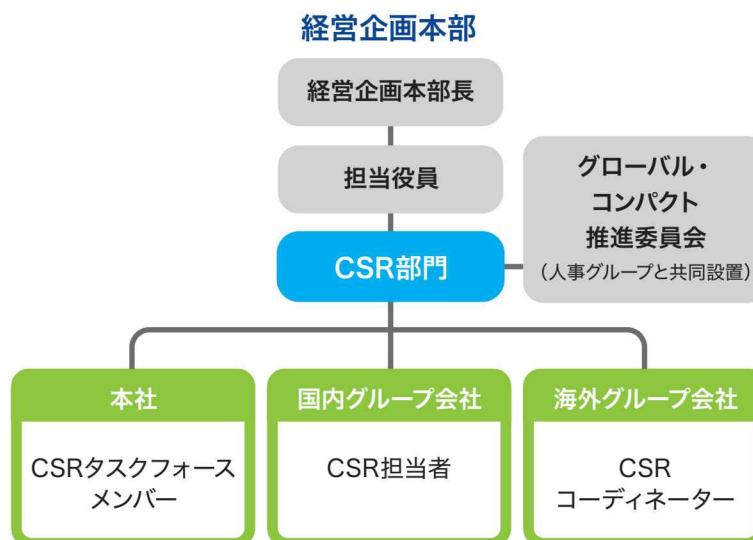 経営企画本部
経営企画本部長
担当役員
グローバル・
コンパクト
推進委員会
（人事グループと共同設置）
CSR部門
本社
CSRタスクフォース
メンバー
国内グループ会社
CSR担当者
海外グループ会社
CSR
コーディネーター